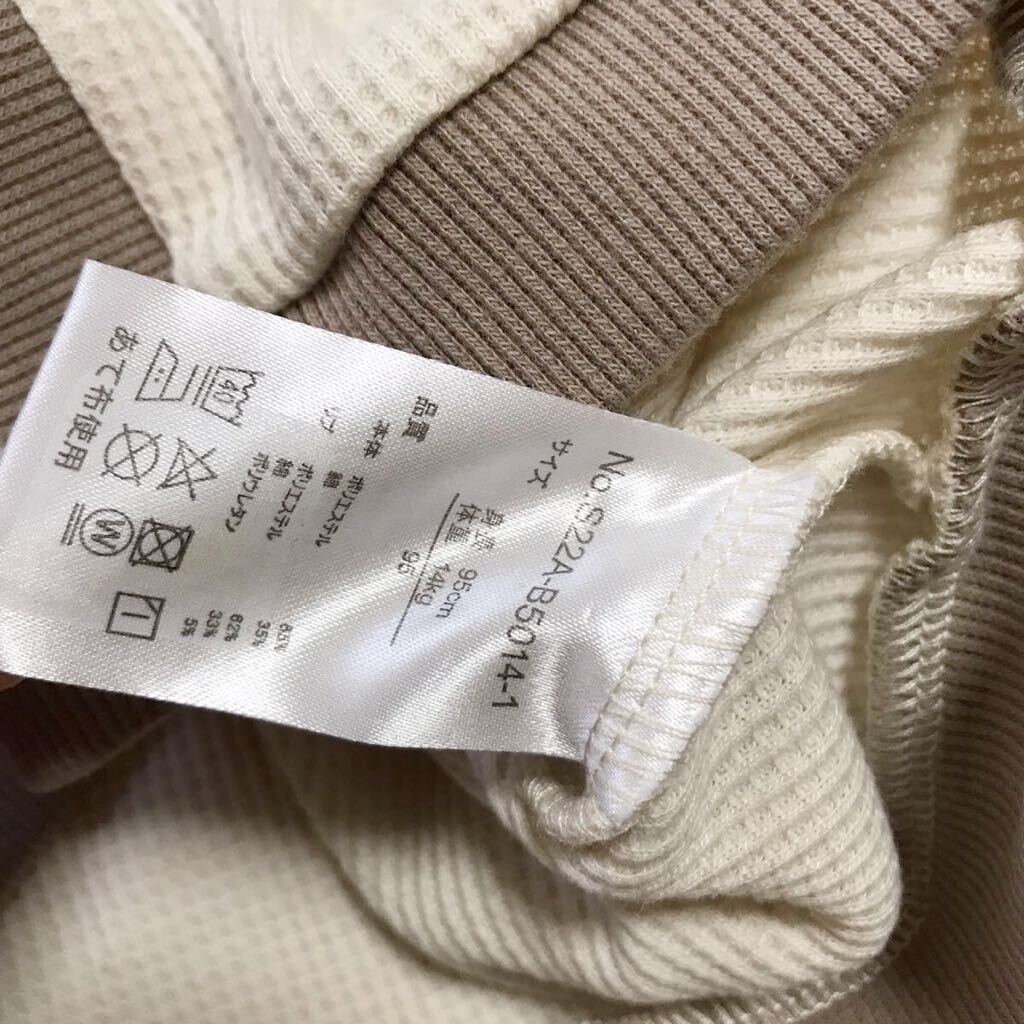 No.S22A-B5014-1
サイズ 95
身長 95cm
体重 14kg
品質
本体 ポリエステル 65%
綿 35%
リブ ポリエステル 62%
綿 33%
ポリウレタン 5%
40
W
あて布使用